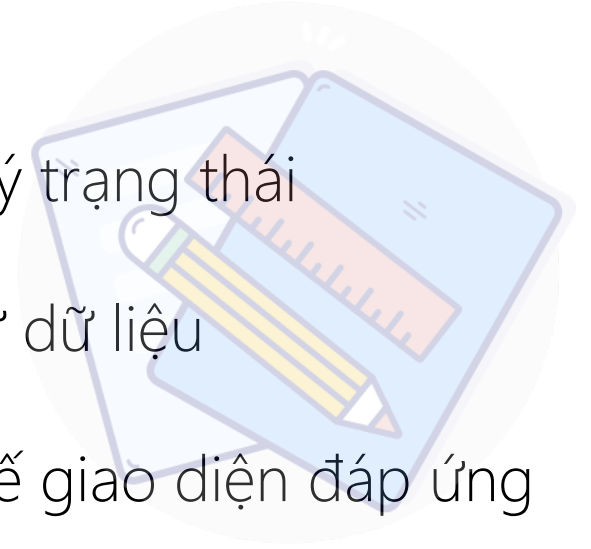 ý trạng thái
dữ liệu
ế giao diện đáp ứng